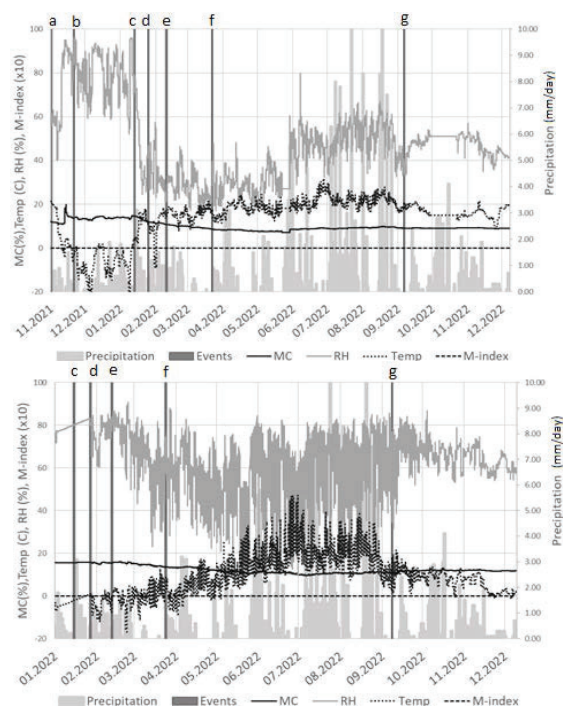 a b c d e f g
100 10.00
80 9.00
60 8.00
40 7.00
20 6.00
0 5.00
-20 4.00
3.00
2.00
1.00
0.00
MC(%),Temp (C), RH (%), M-index (x10)
Precipitation (mm/day)
11.2021 12.2021 01.2022 02.2022 03.2022 04.2022 05.2022 06.2022 07.2022 08.2022 09.2022 10.2022 11.2022 12.2022
Precipitation Events MC RH Temp M-index
c d e f g
100 10.00
80 9.00
60 8.00
40 7.00
20 6.00
0 5.00
-20 4.00
3.00
2.00
1.00
0.00
MC(%),Temp (C), RH (%), M-index (x10)
Precipitation (mm/day)
01.2022 02.2022 03.2022 04.2022 05.2022 06.2022 07.2022 08.2022 09.2022 10.2022 11.2022 12.2022
Precipitation Events MC RH Temp M-index